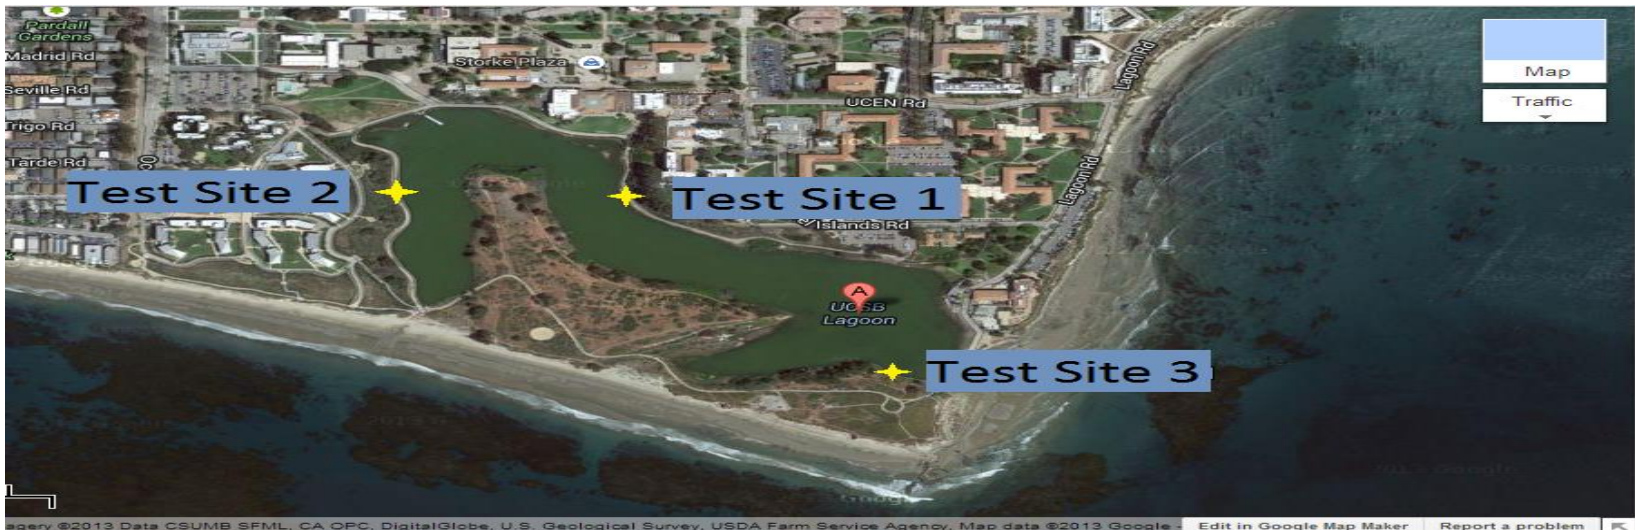 Pardall
Gardens
Madrid Rd
Storke Plaza
Lagoon Rd
Map
Seville Rd
UCEN Rd
Traffic
Trigo Rd
Tarde Rd
Lagoon Rd
Test Site 2
Test Site 1
Islands Rd
A
UCSB
Lagoon
Test Site 3
Google
agery ©2013 Data CSUMB SFML, CA OPC, DigitalGlobe, U.S. Geological Survey, USDA Farm Service Agency, Map data ©2013 Google - Edit in Google Map Maker Report a problem